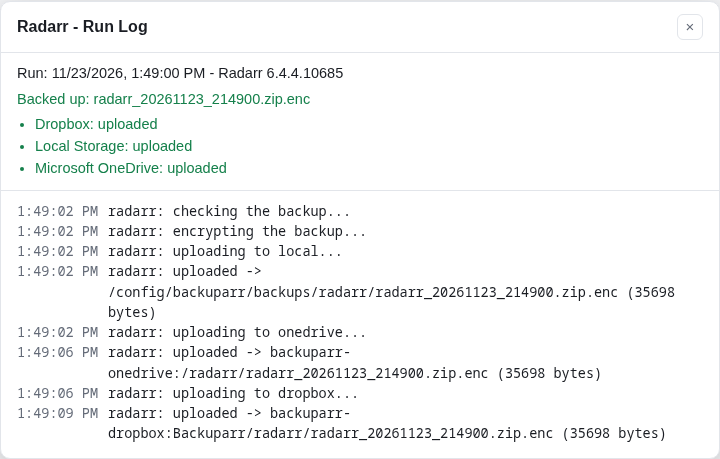 Radarr - Run Log
×
Run: 11/23/2026, 1:49:00 PM - Radarr 6.4.4.10685
Backed up: radarr_20261123_214900.zip.enc
• Dropbox: uploaded
• Local Storage: uploaded
• Microsoft OneDrive: uploaded
1:49:02 PM radarr: checking the backup...
1:49:02 PM radarr: encrypting the backup...
1:49:02 PM radarr: uploading to local...
1:49:02 PM radarr: uploaded ->
/config/backuparr/backups/radarr/radarr_20261123_214900.zip.enc (35698
bytes)
1:49:02 PM radarr: uploading to onedrive...
1:49:06 PM radarr: uploaded -> backuparr-
onedrive:/radarr/radarr_20261123_214900.zip.enc (35698 bytes)
1:49:06 PM radarr: uploading to dropbox...
1:49:09 PM radarr: uploaded -> backuparr-
dropbox:Backuparr/radarr/radarr_20261123_214900.zip.enc (35698 bytes)